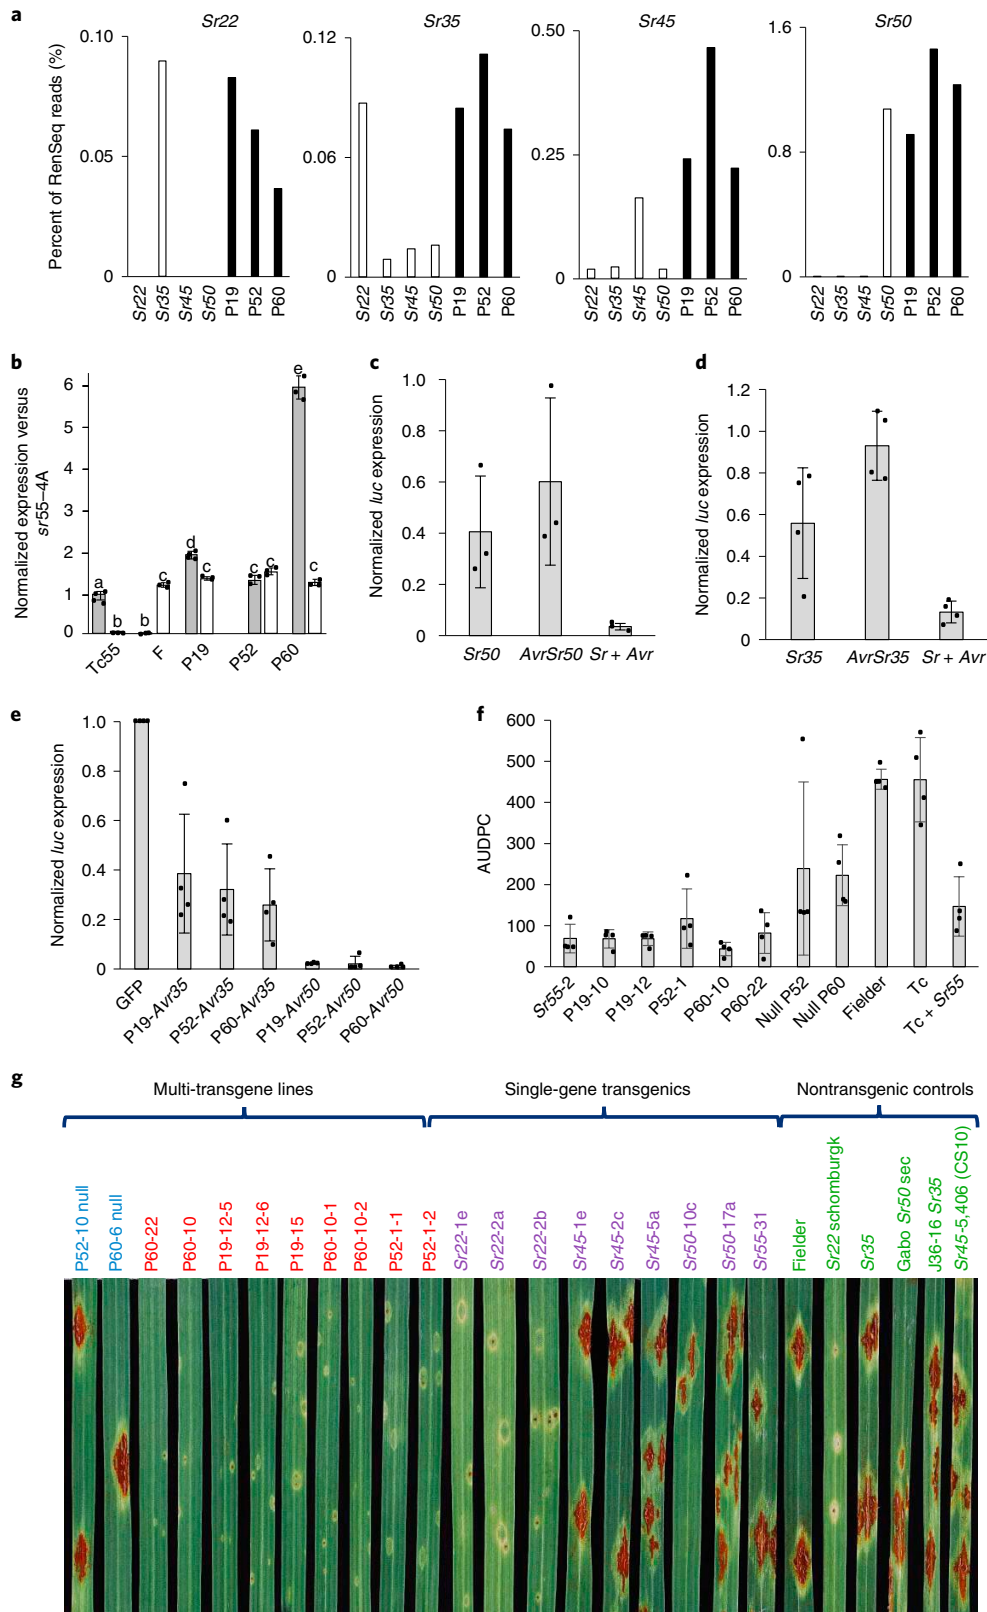 a
Sr22
Sr35
Sr45
Sr50
Percent of RenSeq reads (%)
0.10
0.05
0
Sr22
Sr35
Sr45
Sr50
P19
P52
P60
0.12
0.06
0
Sr22
Sr35
Sr45
Sr50
P19
P52
P60
0.50
0.25
0
Sr22
Sr35
Sr45
Sr50
P19
P52
P60
1.6
0.8
0
Sr22
Sr35
Sr45
Sr50
P19
P52
P60
b
Normalized expression versus
sr55–4A
6
5
4
3
2
1
0
a
b
b
c
d
c
c
c
e
c
Tc55
F
P19
P52
P60
c
Normalized luc expression
1.0
0.8
0.6
0.4
0.2
0
Sr50
AvrSr50
Sr + Avr
d
Normalized luc expression
1.2
1.0
0.8
0.6
0.4
0.2
0
Sr35
AvrSr35
Sr + Avr
e
Normalized luc expression
1.0
0.8
0.6
0.4
0.2
0
GFP
P19-Avr35
P52-Avr35
P60-Avr35
P19-Avr50
P52-Avr50
P60-Avr50
f
AUDPC
600
500
400
300
200
100
0
Sr55-2
P19-10
P19-12
P52-1
P60-10
P60-22
Null P52
Null P60
Fielder
Tc
Tc + Sr55
g
Multi-transgene lines
Single-gene transgenics
Nontransgenic controls
P52-10 null
P60-6 null
P60-22
P60-10
P19-12-5
P19-12-6
P19-15
P60-10-1
P60-10-2
P52-1-1
P52-1-2
Sr22-1e
Sr22-22a
Sr22-22b
Sr45-1e
Sr45-2c
Sr45-5a
Sr50-10c
Sr50-17a
Sr55-31
Fielder
Sr22 schomburgk
Sr35
Gabo Sr50 sec
J36-16 Sr35
Sr45-5,406 (CS10)